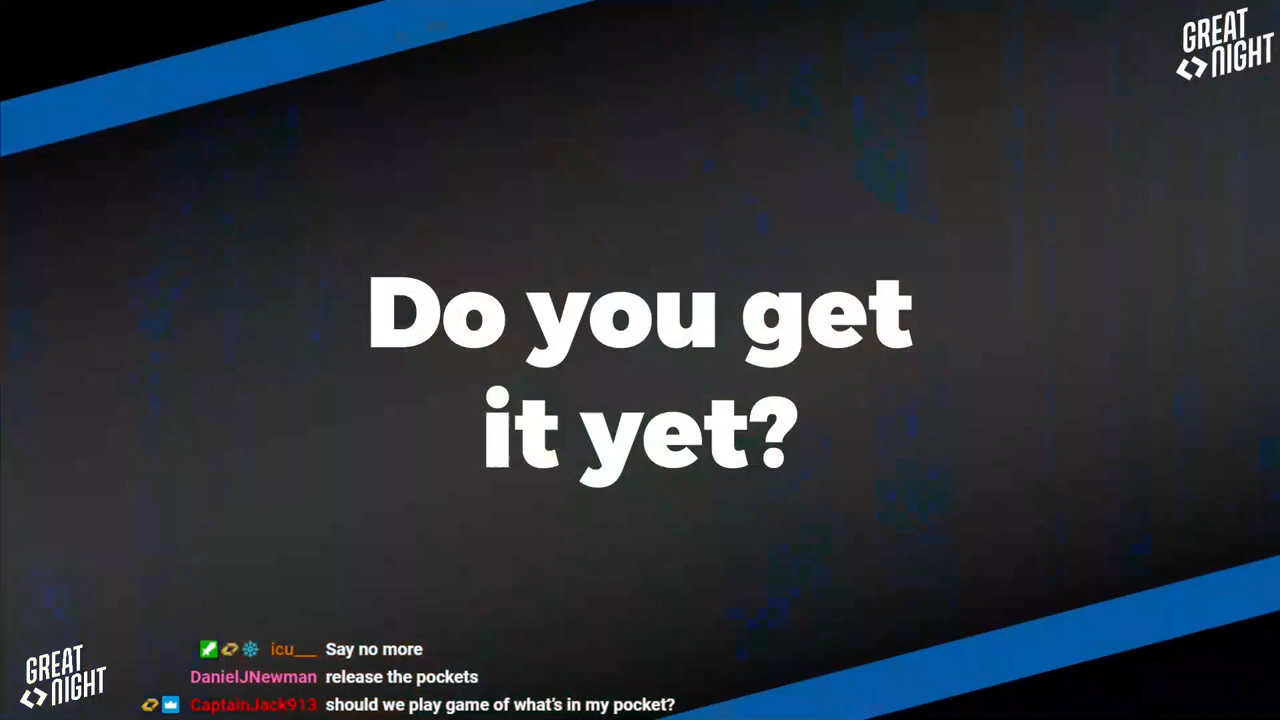 GREAT
NIGHT
Do you get
it yet?
GREAT
NIGHT
ícu__ Say no more
DanielJNewman release the pockets
CaptainJack913 should we play game of what's in my pocket?